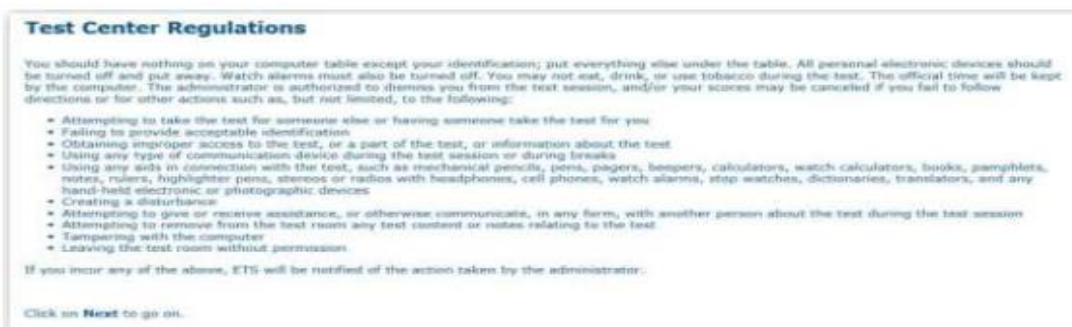 Test Center Regulations
You should have nothing on your computer table except your identification; put everything else under the table. All personal electronic devices should
be turned off and put away. Watch alarms must also be turned off. You may not eat, drink, or use tobacco during the test. The official time will be kept
by the computer. The administrator is authorized to dismiss you from the test session, and/or your scores may be canceled if you fail to follow
directions or for other actions such as, but not limited, to the following:
• Attempting to take the test for someone else or having someone take the test for you
• Failing to provide acceptable identification
• Obtaining improper access to the test, or a part of the test, or information about the test
• Using any type of communication device during the test session or during breaks
• Using any aids in connection with the test, such as mechanical pencils, pens, pagers, beepers, calculators, watch calculators, books, pamphlets,
notes, rulers, highlighter pens, stereos or radios with headphones, cell phones, watch alarms, stop watches, dictionaries, translators, and any
hand-held electronic or photographic devices
• Creating a disturbance
• Attempting to give or receive assistance, or otherwise communicate, in any form, with another person about the test during the test session
• Attempting to remove from the test room any test content or notes relating to the test
• Tampering with the computer
• Leaving the test room without permission
If you incur any of the above, ETS will be notified of the action taken by the administrator.
Click on Next to go on.